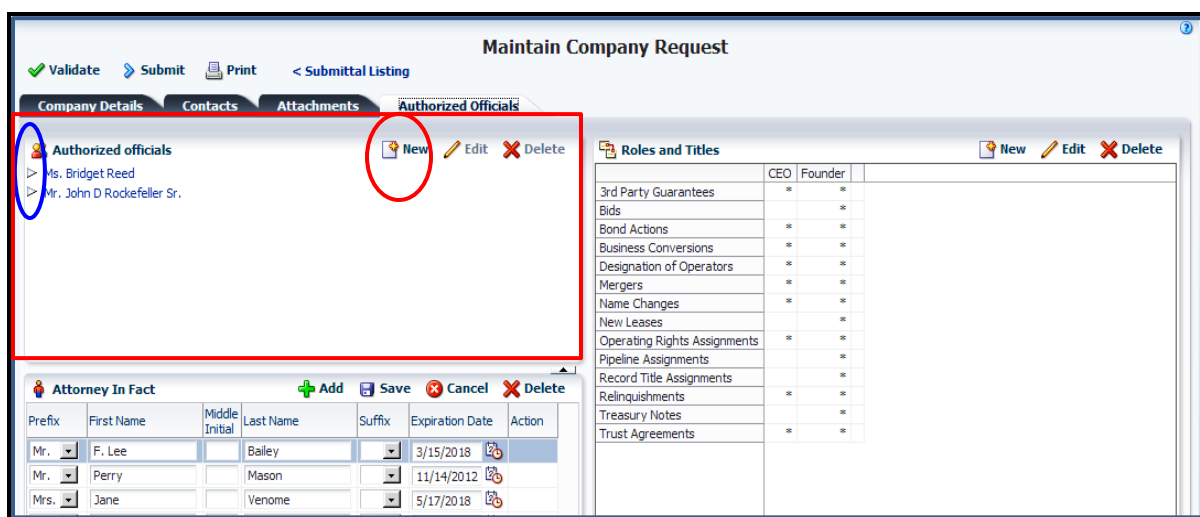 Maintain Company Request
Validate Submit Print < Submittal Listing
Company Details Contacts Attachments Authorized Officials
Authorized officials New Edit Delete
Ms. Bridget Reed
Mr. John D Rockefeller Sr.
Roles and Titles New Edit Delete
CEO Founder
3rd Party Guarantees * *
Bids *
Bond Actions * *
Business Conversions * *
Designation of Operators * *
Mergers * *
Name Changes * *
New Leases *
Operating Rights Assignments * *
Pipeline Assignments *
Record Title Assignments *
Relinquishments * *
Treasury Notes *
Trust Agreements * *
Attorney In Fact Add Save Cancel Delete
Prefix First Name Middle Initial Last Name Suffix Expiration Date Action
Mr. F. Lee Bailey 3/15/2018
Mr. Perry Mason 11/14/2012
Mrs. Jane Venome 5/17/2018